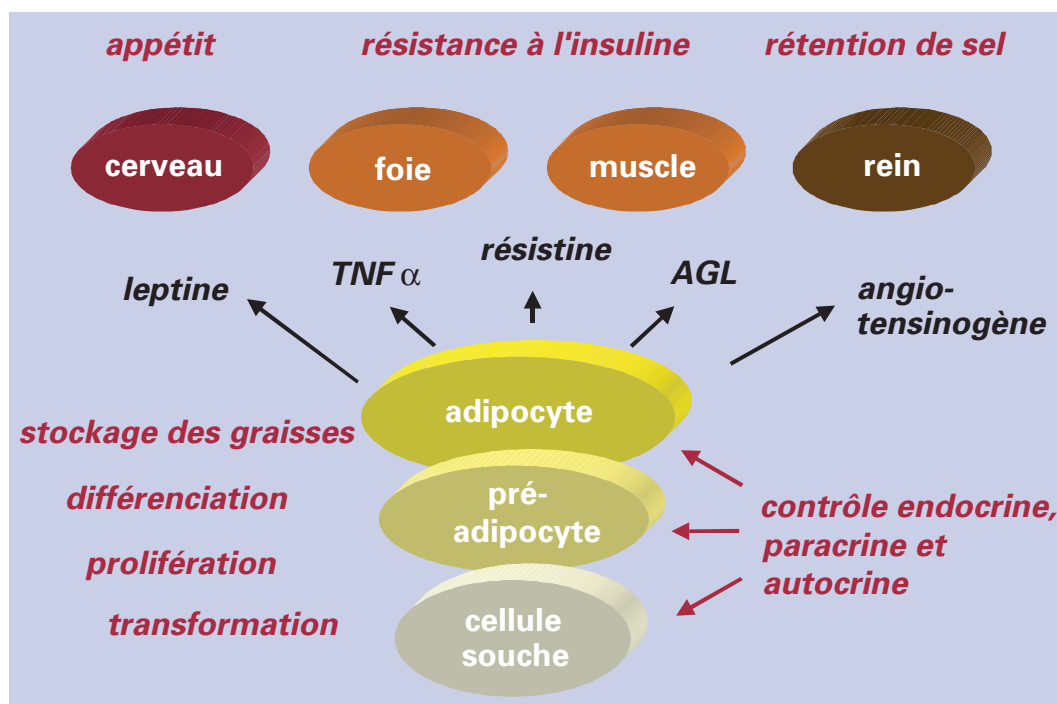 appétit
résistance à l'insuline
rétention de sel
cerveau
foie
muscle
rein
leptine
TNF α
résistine
AGL
angio-
tensinogène
adipocyte
stockage des graisses
différenciation
prolifération
transformation
pré-
adipocyte
cellule
souche
contrôle endocrine,
paracrine et
autocrine